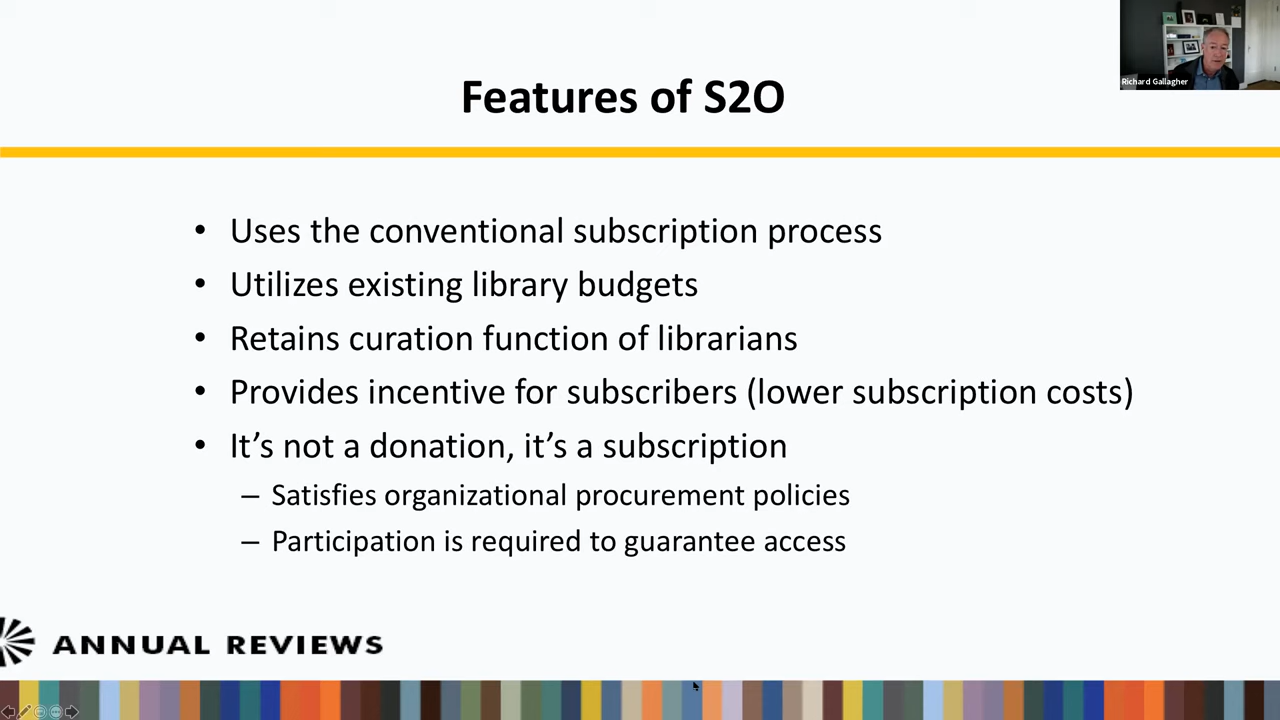 Richard Gallagher
Features of S2O
• Uses the conventional subscription process
• Utilizes existing library budgets
• Retains curation function of librarians
• Provides incentive for subscribers (lower subscription costs)
• It’s not a donation, it’s a subscription
– Satisfies organizational procurement policies
– Participation is required to guarantee access
ANNUAL REVIEWS